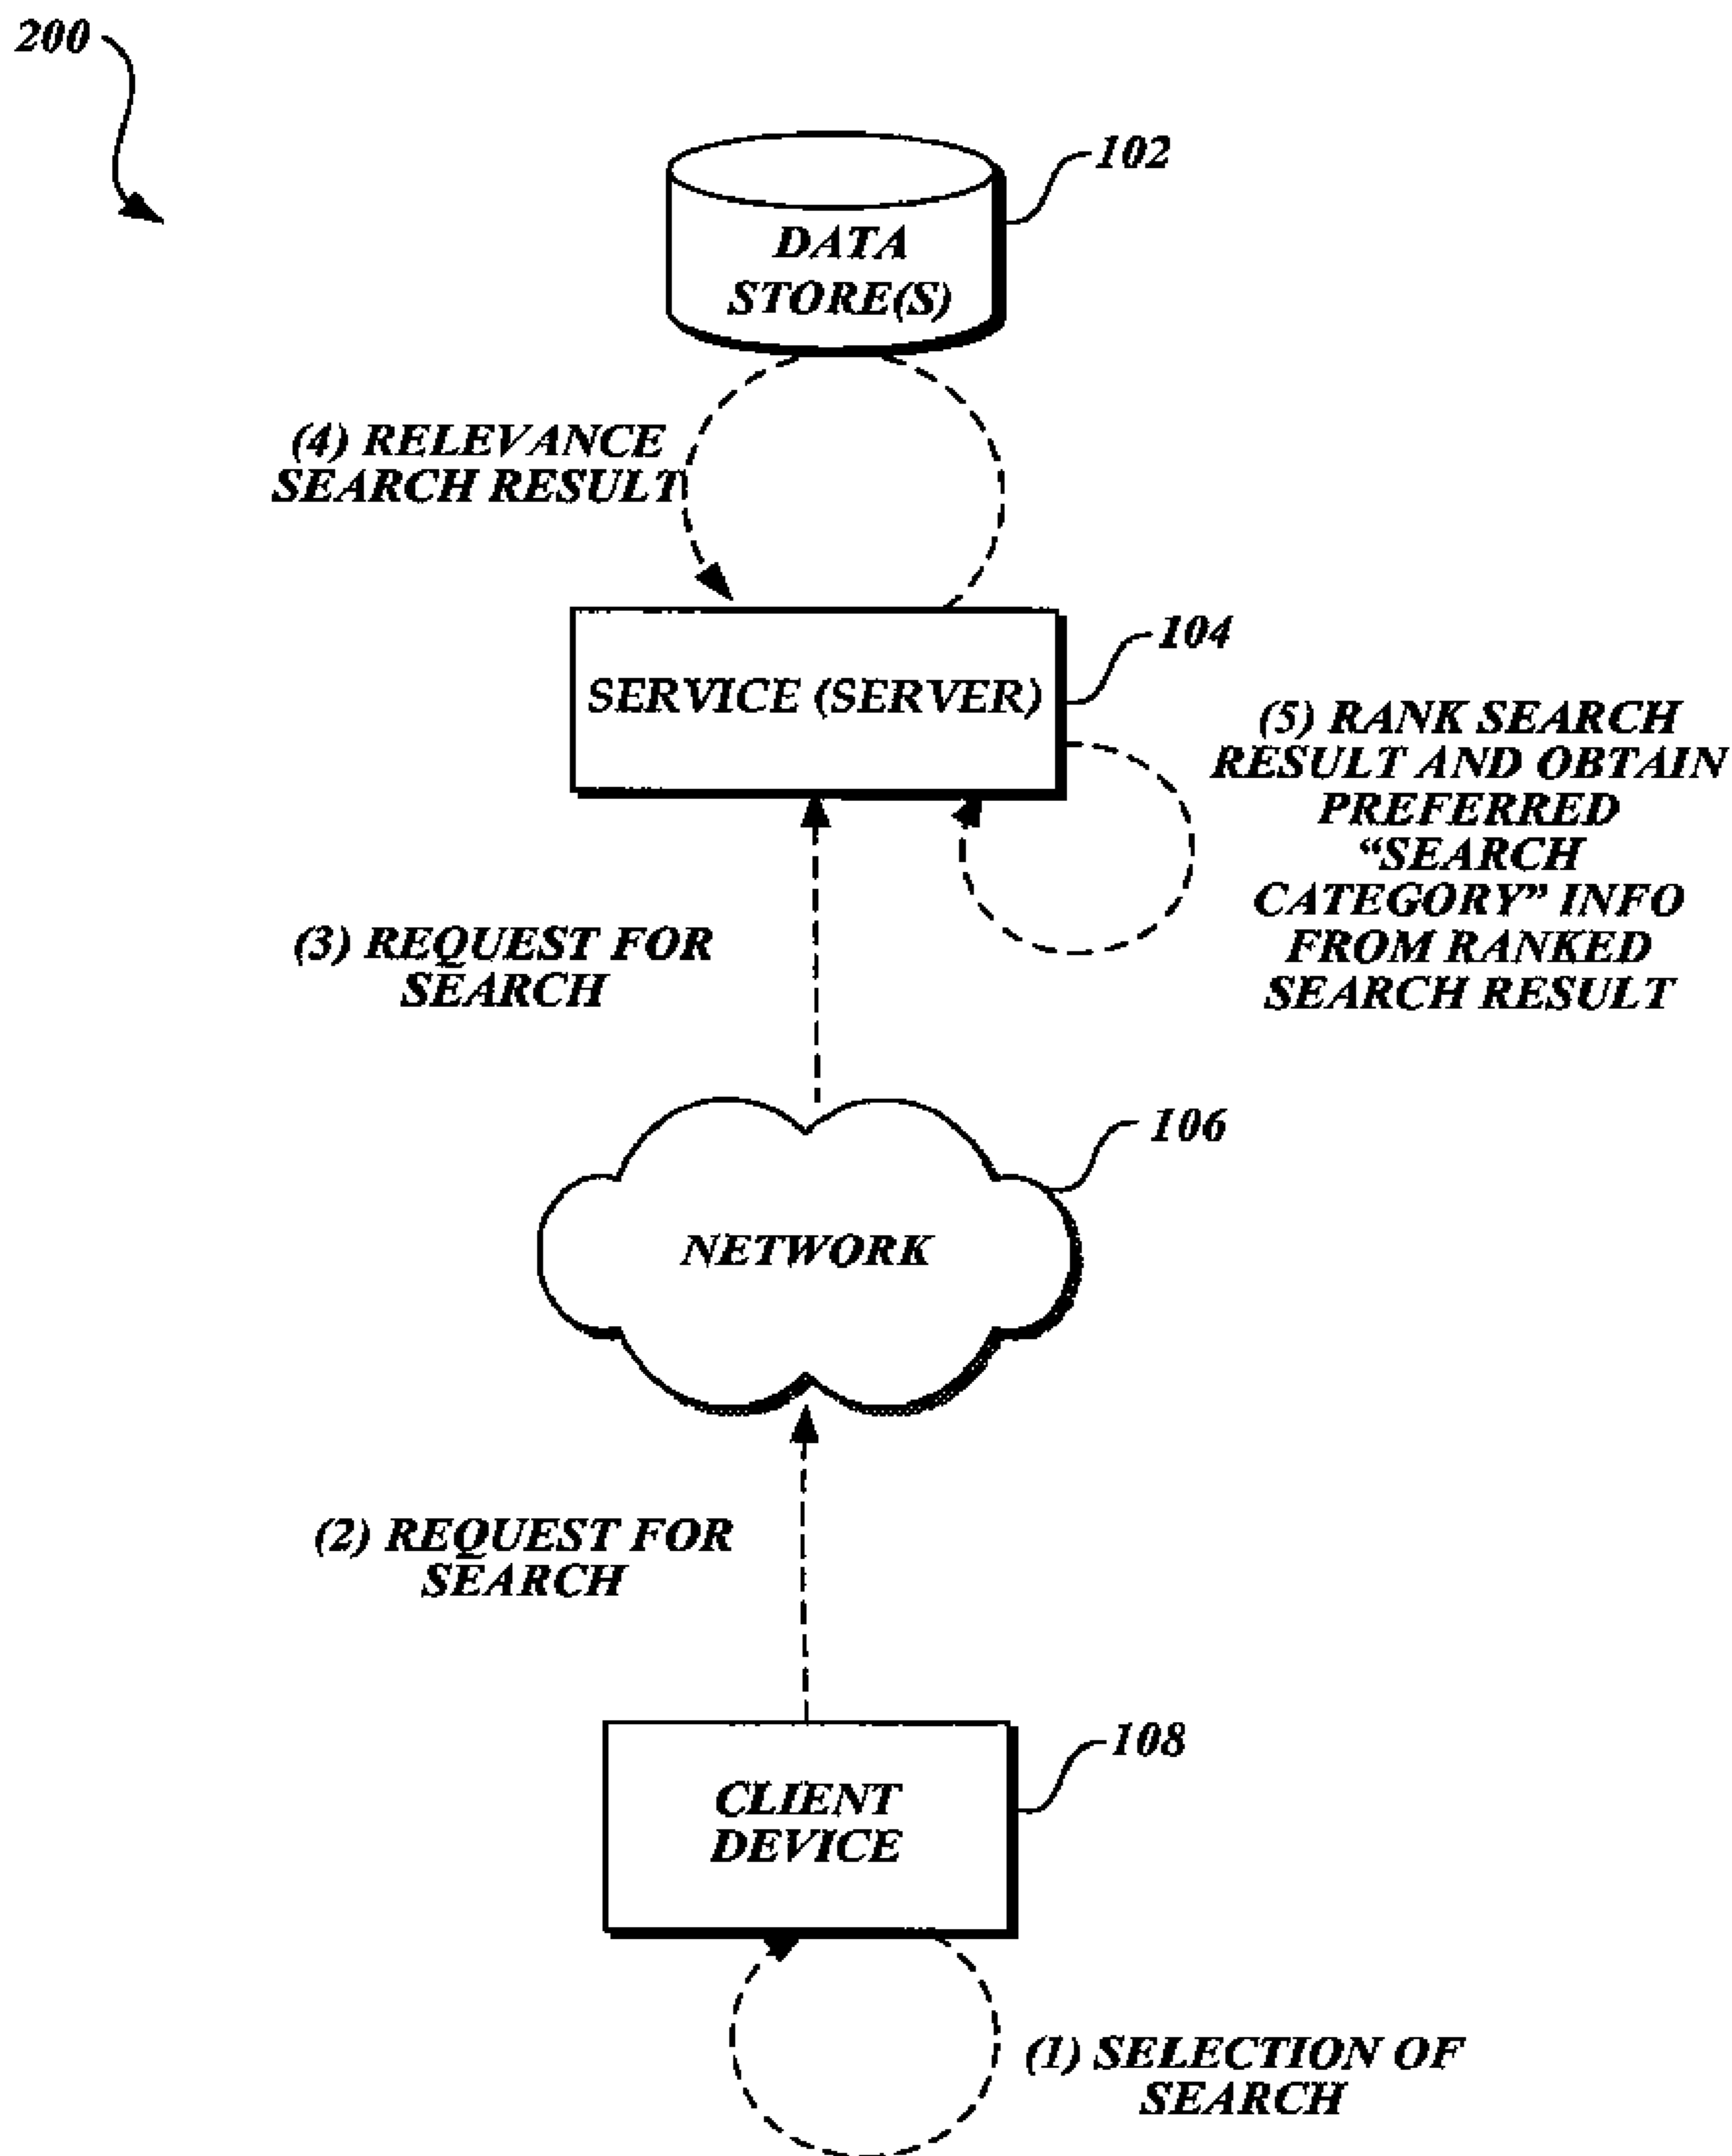 200
102
DATA
STORE(S)
(4) RELEVANCE
SEARCH RESULT
104
SERVICE (SERVER)
(5) RANK SEARCH
RESULT AND OBTAIN
PREFERRED
“SEARCH
CATEGORY” INFO
FROM RANKED
SEARCH RESULT
(3) REQUEST FOR
SEARCH
106
NETWORK
(2) REQUEST FOR
SEARCH
108
CLIENT
DEVICE
(1) SELECTION OF
SEARCH